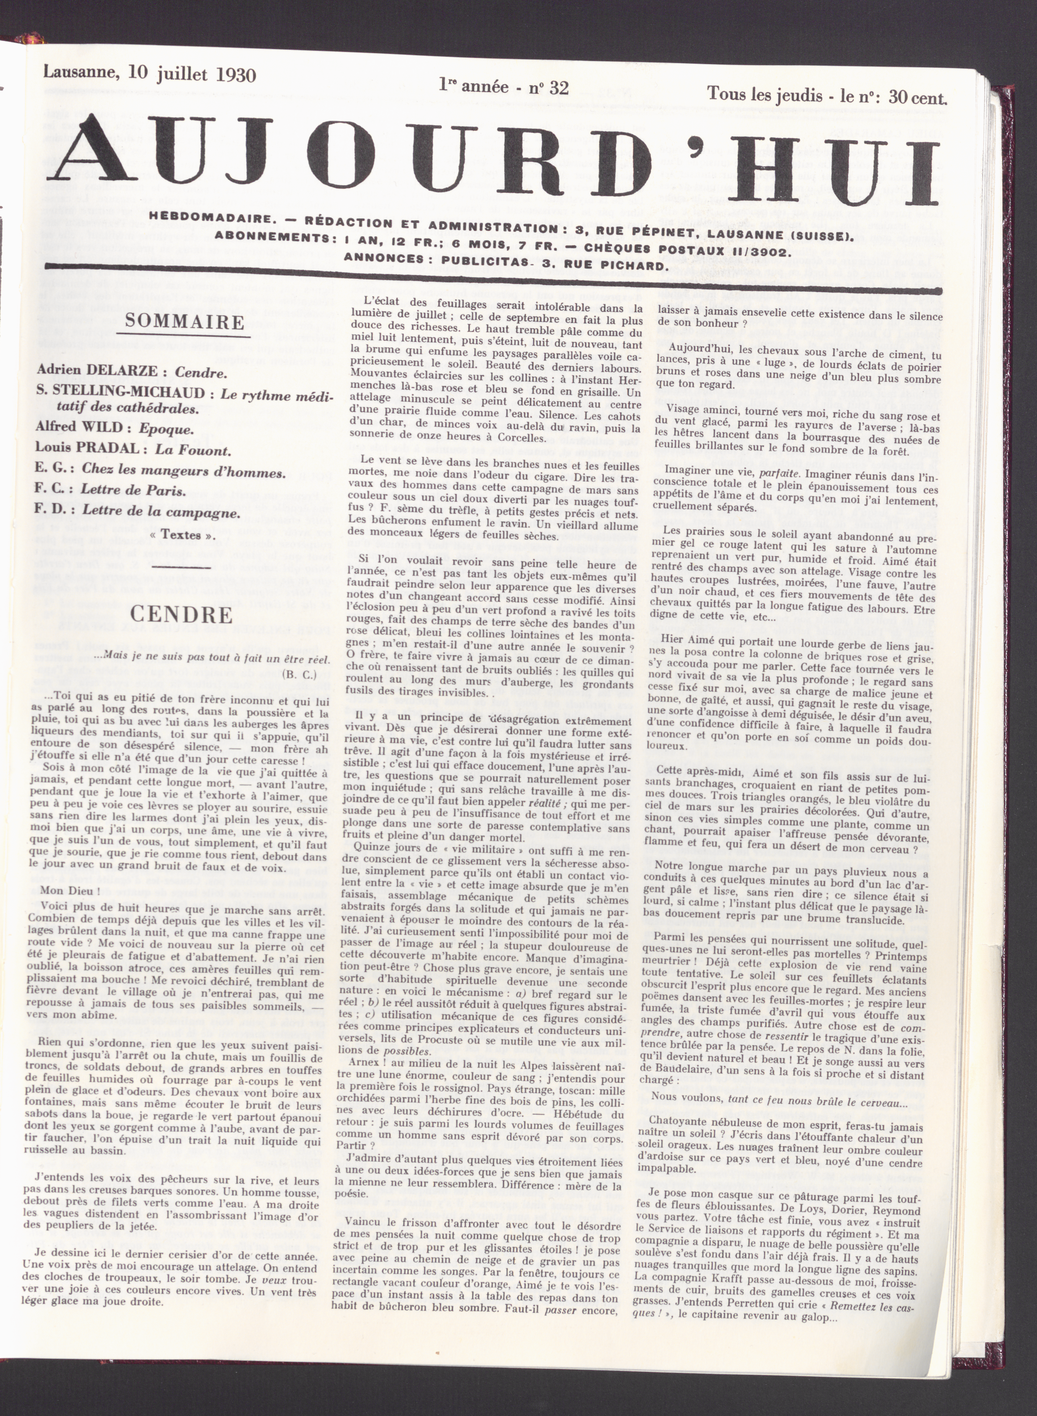 Lausanne, 10 juillet 1930
1re année - n° 32
Tous les jeudis - le n°: 30 cent.
AUJOURD'HUI
HEBDOMADAIRE. — RÉDACTION ET ADMINISTRATION : 3, RUE PÉPINET, LAUSANNE (SUISSE).
ABONNEMENTS: 1 AN, 12 FR.; 6 MOIS, 7 FR. — CHÈQUES POSTAUX II/3902.
ANNONCES : PUBLICITAS. 3. RUE PICHARD.
SOMMAIRE
Adrien DELARZE : Cendre.
S. STELLING-MICHAUD : Le rythme médi-
tatif des cathédrales.
Alfred WILD : Epoque.
Louis PRADAL : La Fouont.
E. G. : Chez les mangeurs d'hommes.
F. C. : Lettre de Paris.
F. D. : Lettre de la campagne.
« Textes ».
CENDRE
...Mais je ne suis pas tout à fait un être réel.
(B. C.)
...Toi qui as eu pitié de ton frère inconnu et qui lui
as parlé au long des routes, dans la poussière et la
pluie, toi qui as bu avec lui dans les auberges les âpres
liqueurs des mendiants, toi sur qui il s'appuie, qu'il
entoure de son désespéré silence, — mon frère ah
j'étouffe si elle n'a été que d'un jour cette caresse !
Sois à mon côté l'image de la vie que j'ai quittée à
jamais, et pendant cette longue mort, — avant l'autre,
pendant que je loue la vie et t'exhorte à l'aimer, que
peu à peu je voie ces lèvres se ployer au sourire, essuie
sans rien dire les larmes dont j'ai plein les yeux, dis-
moi bien que j'ai un corps, une âme, une vie à vivre,
que je suis l'un de vous, tout simplement, et qu'il faut
que je sourie, que je rie comme tous rient, debout dans
le jour avec un grand bruit de faux et de voix.
Mon Dieu !
Voici plus de huit heures que je marche sans arrêt.
Combien de temps déjà depuis que les villes et les vil-
lages brûlent dans la nuit, et que ma canne frappe une
route vide ? Me voici de nouveau sur la pierre où cet
été je pleurais de fatigue et d'abattement. Je n'ai rien
oublié, la boisson atroce, ces amères feuilles qui rem-
plissaient ma bouche ! Me revoici déchiré, tremblant de
fièvre devant le village où je n'entrerai pas, qui me
repousse à jamais de tous ses paisibles sommeils, —
vers mon abîme.
Rien qui s'ordonne, rien que les yeux suivent paisi-
blement jusqu'à l'arrêt ou la chute, mais un fouillis de
troncs, de soldats debout, de grands arbres en touffes
de feuilles humides où fourrage par à-coups le vent
plein de glace et d'odeurs. Des chevaux vont boire aux
fontaines, mais sans même écouter le bruit de leurs
sabots dans la boue, je regarde le vert partout épanoui
dont les yeux se gorgent comme à l'aube, avant de par-
tir faucher, l'on épuise d'un trait la nuit liquide qui
ruisselle au bassin.
J'entends les voix des pêcheurs sur la rive, et leurs
pas dans les creuses barques sonores. Un homme tousse,
debout près de filets verts comme l'eau. A ma droite
les vagues distendent en l'assombrissant l'image d'or
des peupliers de la jetée.
Je dessine ici le dernier cerisier d'or de cette année.
Une voix près de moi encourage un attelage. On entend
des cloches de troupeaux, le soir tombe. Je veux trou-
ver une joie à ces couleurs encore vives. Un vent très
léger glace ma joue droite.
L'éclat des feuillages serait intolérable dans la
lumière de juillet ; celle de septembre en fait la plus
douce des richesses. Le haut tremble pâle comme du
miel luit lentement, puis s'éteint, luit de nouveau, tant
la brume qui enfume les paysages parallèles voile ca-
pricieusement le soleil. Beauté des derniers labours.
Mouvantes éclaircies sur les collines : à l'instant Her-
menches là-bas rose et bleu se fond en grisaille. Un
attelage minuscule se peint délicatement au centre
d'une prairie fluide comme l'eau. Silence. Les cahots
d'un char, de minces voix au-delà du ravin, puis la
sonnerie de onze heures à Corcelles.
Le vent se lève dans les branches nues et les feuilles
mortes, me noie dans l'odeur du cigare. Dire les tra-
vaux des hommes dans cette campagne de mars sans
couleur sous un ciel doux diverti par les nuages touf-
fus ? F. sème du trèfle, à petits gestes précis et nets.
Les bûcherons enfument le ravin. Un vieillard allume
des monceaux légers de feuilles sèches.
Si l'on voulait revoir sans peine telle heure de
l'année, ce n'est pas tant les objets eux-mêmes qu'il
faudrait peindre selon leur apparence que les diverses
notes d'un changeant accord sans cesse modifié. Ainsi
l'éclosion peu à peu d'un vert profond a ravivé les toits
rouges, fait des champs de terre sèche des bandes d'un
rose délicat, bleui les collines lointaines et les monta-
gnes ; m'en restait-il d'une autre année le souvenir ?
O frère, te faire vivre à jamais au cœur de ce diman-
che où renaissent tant de bruits oubliés : les quilles qui
roulent au long des murs d'auberge, les grondants
fusils des tirages invisibles. .
Il y a un principe de désagrégation extrêmement
vivant. Dès que je désirerai donner une forme exté-
rieure à ma vie, c'est contre lui qu'il faudra lutter sans
trêve. Il agit d'une façon à la fois mystérieuse et irré-
sistible ; c'est lui qui efface doucement, l'une après l'au-
tre, les questions que se pourrait naturellement poser
mon inquiétude ; qui sans relâche travaille à me dis-
joindre de ce qu'il faut bien appeler réalité ; qui me per-
suade peu à peu de l'insuffisance de tout effort et me
plonge dans une sorte de paresse contemplative sans
fruits et pleine d'un danger mortel.
Quinze jours de « vie militaire » ont suffi à me ren-
dre conscient de ce glissement vers la sécheresse abso-
lue, simplement parce qu'ils ont établi un contact vio-
lent entre la « vie » et cette image absurde que je m'en
faisais, assemblage mécanique de petits schèmes
abstraits forgés dans la solitude et qui jamais ne par-
venaient à épouser le moindre des contours de la réa-
lité. J'ai curieusement senti l'impossibilité pour moi de
passer de l'image au réel ; la stupeur douloureuse de
cette découverte m'habite encore. Manque d'imagina-
tion peut-être ? Chose plus grave encore, je sentais une
sorte d'habitude spirituelle devenue une seconde
nature : en voici le mécanisme : a) bref regard sur le
réel ; b) le réel aussitôt réduit à quelques figures abstrai-
tes ; c) utilisation mécanique de ces figures considé-
rées comme principes explicateurs et conducteurs uni-
versels, lits de Procuste où se mutile une vie aux mil-
lions de possibles.
Arnex ! au milieu de la nuit les Alpes laissèrent naî-
tre une lune énorme, couleur de sang ; j'entendis pour
la première fois le rossignol. Pays étrange, toscan: mille
orchidées parmi l'herbe fine des bois de pins, les colli-
nes avec leurs déchirures d'ocre. — Hébétude du
retour : je suis parmi les lourds volumes de feuillages
comme un homme sans esprit dévoré par son corps.
Partir ?
J'admire d'autant plus quelques vies étroitement liées
à une ou deux idées-forces que je sens bien que jamais
la mienne ne leur ressemblera. Différence : mère de la
poésie.
Vaincu le frisson d'affronter avec tout le désordre
de mes pensées la nuit comme quelque chose de trop
strict et de trop pur et les glissantes étoiles ! je pose
avec peine au chemin de neige et de gravier un pas
incertain comme les songes. Par la fenêtre, toujours ce
rectangle vacant couleur d'orange, Aimé je te vois l'es-
pace d'un instant assis à la table des repas dans ton
habit de bûcheron bleu sombre. Faut-il passer encore,
laisser à jamais ensevelie cette existence dans le silence
de son bonheur ?
Aujourd'hui, les chevaux sous l'arche de ciment, tu
lances, pris à une « luge », de lourds éclats de poirier
bruns et roses dans une neige d'un bleu plus sombre
que ton regard.
Visage aminci, tourné vers moi, riche du sang rose et
du vent glacé, parmi les rayures de l'averse ; là-bas
les hêtres lancent dans la bourrasque des nuées de
feuilles brillantes sur le fond sombre de la forêt.
Imaginer une vie, parfaite. Imaginer réunis dans l'in-
conscience totale et le plein épanouissement tous ces
appétits de l'âme et du corps qu'en moi j'ai lentement,
cruellement séparés.
Les prairies sous le soleil ayant abandonné au pre-
mier gel ce rouge latent qui les sature à l'automne
reprenaient un vert pur, humide et froid. Aimé était
rentré des champs avec son attelage. Visage contre les
hautes croupes lustrées, moirées, l'une fauve, l'autre
d'un noir chaud, et ces fiers mouvements de tête des
chevaux quittés par la longue fatigue des labours. Etre
digne de cette vie, etc...
Hier Aimé qui portait une lourde gerbe de liens jau-
nes la posa contre la colonne de briques rose et grise,
s'y accouda pour me parler. Cette face tournée vers le
nord vivait de sa vie la plus profonde ; le regard sans
cesse fixé sur moi, avec sa charge de malice jeune et
bonne, de gaîté, et aussi, qui gagnait le reste du visage,
une sorte d'angoisse à demi déguisée, le désir d'un aveu,
d'une confidence difficile à faire, à laquelle il faudra
renoncer et qu'on porte en soi comme un poids dou-
loureux.
Cette après-midi, Aimé et son fils assis sur de lui-
sants branchages, croquaient en riant de petites pom-
mes douces. Trois triangles orangés, le bleu violâtre du
ciel de mars sur les prairies décolorées. Qui d'autre,
sinon ces vies simples comme une plante, comme un
chant, pourrait apaiser l'affreuse pensée dévorante,
flamme et feu, qui fera un désert de mon cerveau ?
Notre longue marche par un pays pluvieux nous a
conduits à ces quelques minutes au bord d'un lac d'ar-
gent pâle et lisse, sans rien dire ; ce silence était si
lourd, si calme ; l'instant plus délicat que le paysage là-
bas doucement repris par une brume translucide.
Parmi les pensées qui nourrissent une solitude, quel-
ques-unes ne lui seront-elles pas mortelles ? Printemps
meurtrier ! Déjà cette explosion de vie rend vaine
toute tentative. Le soleil sur ces feuillets éclatants
obscurcit l'esprit plus encore que le regard. Mes anciens
poèmes dansent avec les feuilles-mortes ; je respire leur
fumée, la triste fumée d'avril qui vous étouffe aux
angles des champs purifiés. Autre chose est de com-
prendre, autre chose de ressentir le tragique d'une exis-
tence brûlée par la pensée. Le repos de N. dans la folie,
qu'il devient naturel et beau ! Et je songe aussi au vers
de Baudelaire, d'un sens à la fois si proche et si distant
chargé :
Nous voulons, tant ce feu nous brûle le cerveau...
Chatoyante nébuleuse de mon esprit, feras-tu jamais
naître un soleil ? J'écris dans l'étouffante chaleur d'un
soleil orageux. Les nuages traînent leur ombre couleur
d'ardoise sur ce pays vert et bleu, noyé d'une cendre
impalpable.
Je pose mon casque sur ce pâturage parmi les touf-
fes de fleurs éblouissantes. De Loys, Dorier, Reymond
vous partez. Votre tâche est finie, vous avez « instruit
le Service de liaisons et rapports du régiment ». Et ma
compagnie a disparu, le nuage de belle poussière qu'elle
soulève s'est fondu dans l'air déjà frais. Il y a de hauts
nuages tranquilles que mord la longue ligne des sapins.
La compagnie Krafft passe au-dessous de moi, froisse-
ments de cuir, bruits des gamelles creuses et ces voix
grasses. J'entends Perretten qui crie « Remettez les cas-
ques ! », le capitaine revenir au galop...